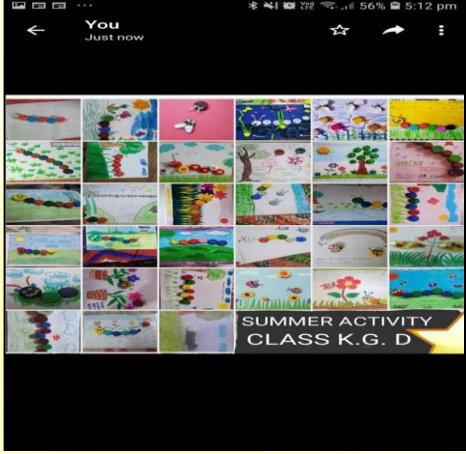 56% 5:12 pm
You
Just now
SUMMER ACTIVITY
CLASS K.G. D